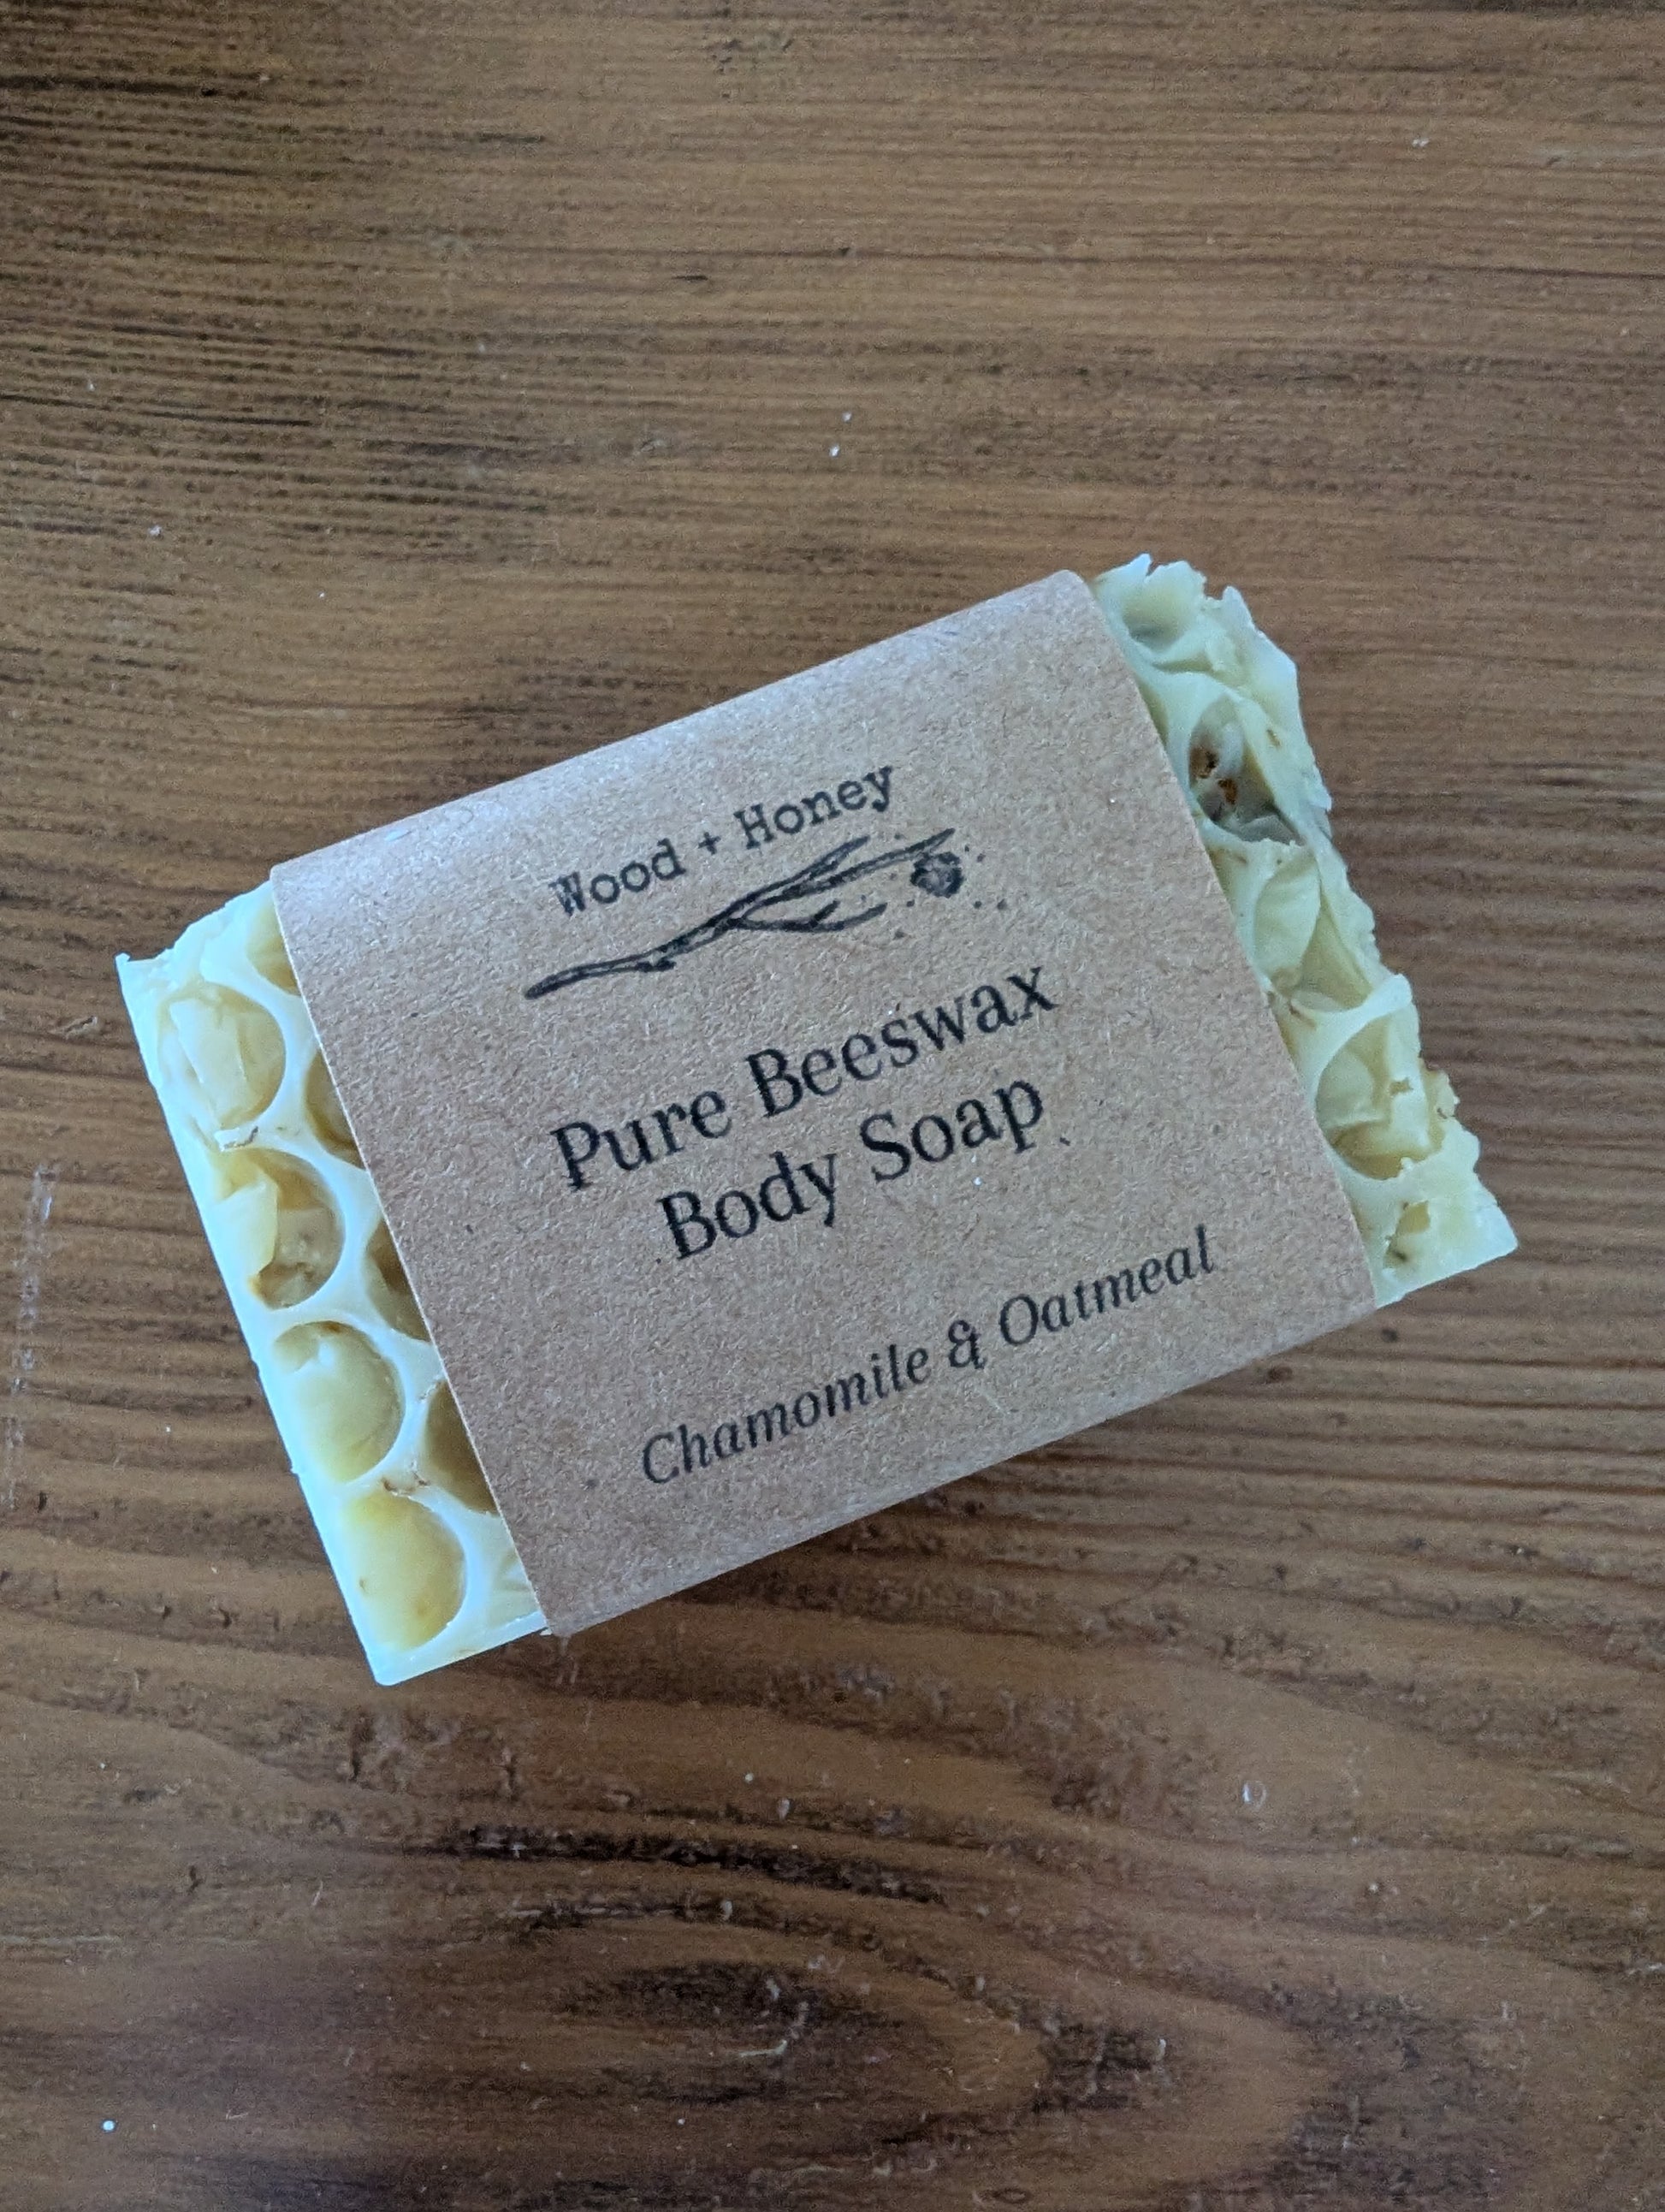 Wood + Honey
Pure Beeswax
Body Soap
Chamomile & Oatmeal